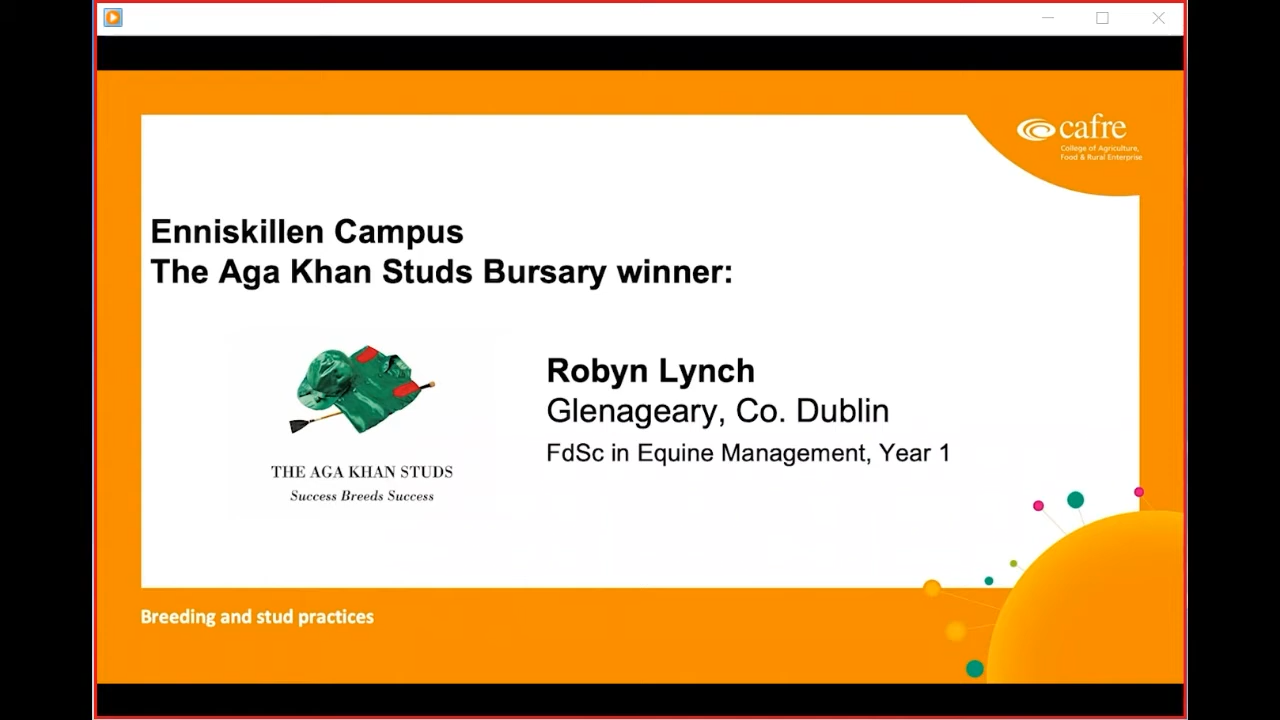 cafre
College of Agriculture,
Food & Rural Enterprise
Enniskillen Campus
The Aga Khan Studs Bursary winner:
Robyn Lynch
Glenageary, Co. Dublin
FdSc in Equine Management, Year 1
THE AGA KHAN STUDS
Success Breeds Success
Breeding and stud practices